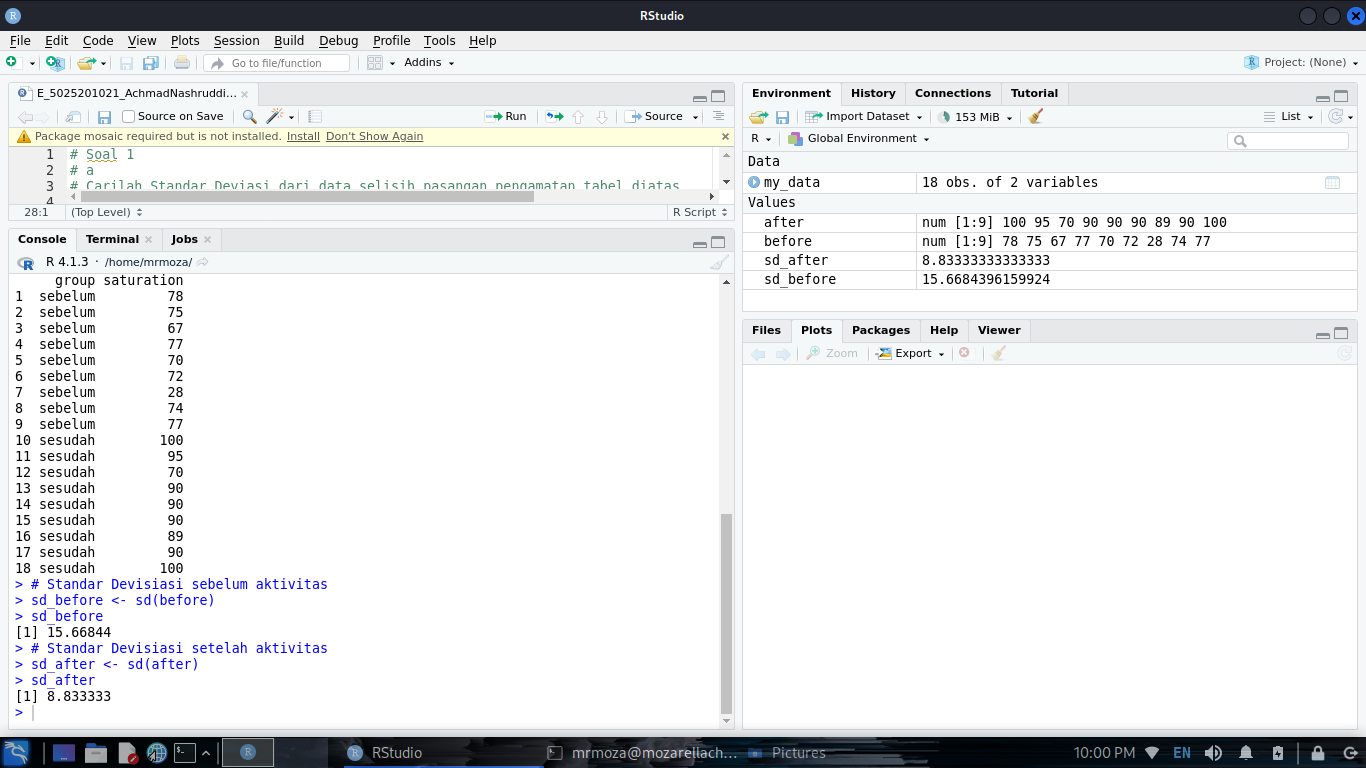 RStudio
File Edit Code View Plots Session Build Debug Profile Tools Help
Go to file/function Addins Project: (None)
E_5025201021_AchmadNashruddi...
Source on Save Run Source
Package mosaic required but is not installed. Install Don't Show Again
1 # Soal 1
2 # a
3 # Carilah Standar Deviasi dari data selisih pasangan pengamatan tabel diatas
4
28:1 (Top Level) R Script
Console Terminal Jobs
R 4.1.3 · /home/mrmoza/
group saturation
1 sebelum 78
2 sebelum 75
3 sebelum 67
4 sebelum 77
5 sebelum 70
6 sebelum 72
7 sebelum 28
8 sebelum 74
9 sebelum 77
10 sesudah 100
11 sesudah 95
12 sesudah 70
13 sesudah 90
14 sesudah 90
15 sesudah 90
16 sesudah 89
17 sesudah 90
18 sesudah 100
> # Standar Devisiasi sebelum aktivitas
> sd_before <- sd(before)
> sd_before
[1] 15.66844
> # Standar Devisiasi setelah aktivitas
> sd_after <- sd(after)
> sd_after
[1] 8.833333
>
Environment History Connections Tutorial
Import Dataset 153 MiB List
R Global Environment
Data
my_data 18 obs. of 2 variables
Values
after num [1:9] 100 95 70 90 90 90 89 90 100
before num [1:9] 78 75 67 77 70 72 28 74 77
sd_after 8.83333333333333
sd_before 15.6684396159924
Files Plots Packages Help Viewer
Zoom Export
RStudio mrmoza@mozarellach... Pictures 10:00 PM EN